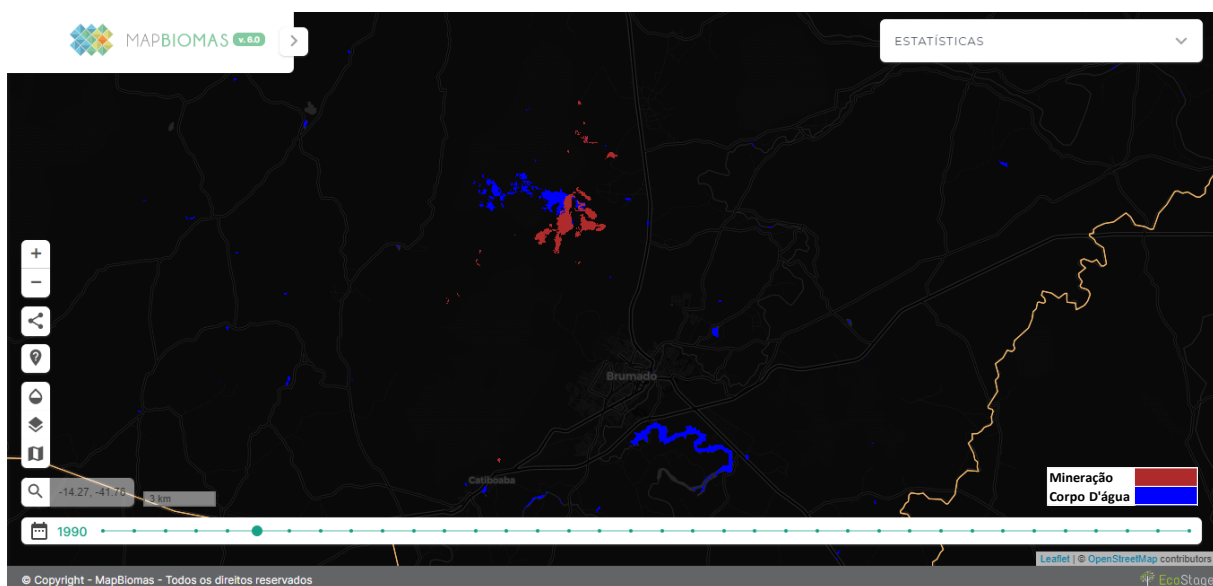 MAPBIOMAS v. 6.0
ESTATÍSTICAS
Brumado
Catiboaba
-14.27, -41.76
3 km
Mineração
Corpo D'água
1990
Leaflet | © OpenStreetMap contributors
© Copyright - MapBiomas - Todos os direitos reservados
EcoStage